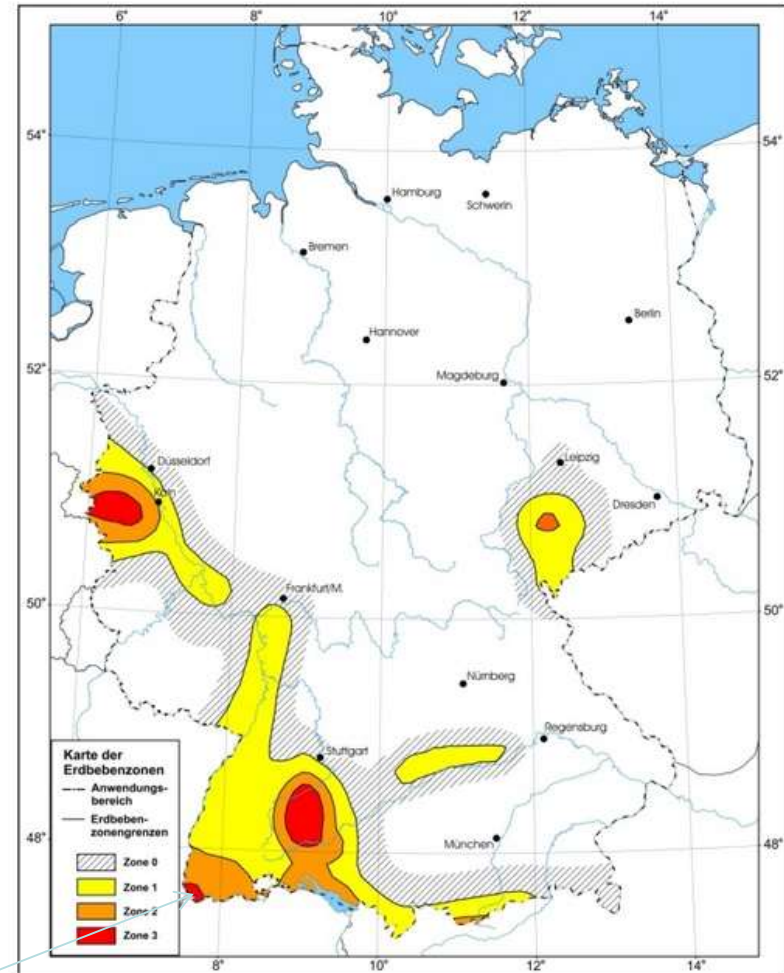 6°
8°
10°
12°
14°
54°
54°
Hamburg
Schwerin
Bremen
Berlin
Hannover
52°
Magdeburg
52°
Düsseldorf
Leipzig
Köln
Dresden
50°
Frankfurt/M.
50°
Nürnberg
Regensburg
Stuttgart
48°
München
48°
Karte der
Erdbebenzonen
Anwendungs-
bereich
Erdbeben-
zonengrenzen
Zone 0
Zone 1
Zone 2
Zone 3
8°
10°
12°
14°